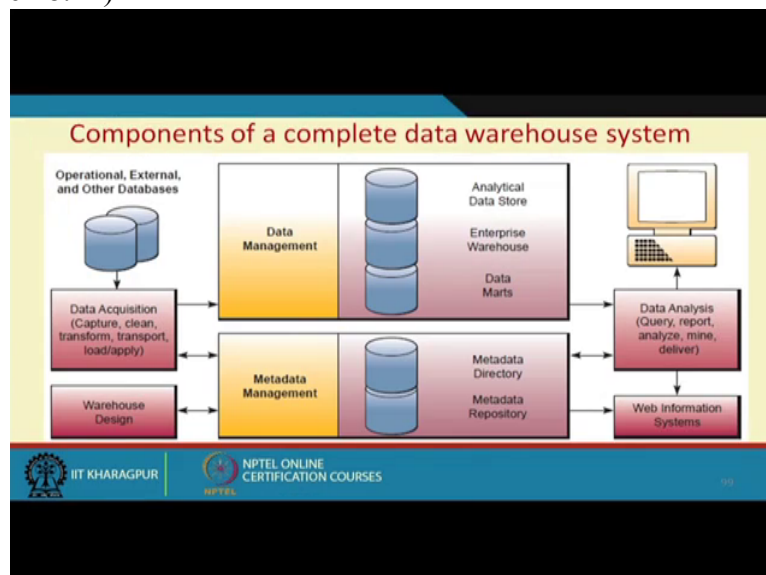 Components of a complete data warehouse system
Operational, External,
and Other Databases
Data
Management
Analytical
Data Store
Enterprise
Warehouse
Data
Marts
Data Acquisition
(Capture, clean,
transform, transport,
load/apply)
Data Analysis
(Query, report,
analyze, mine,
deliver)
Metadata
Management
Metadata
Directory
Metadata
Repository
Warehouse
Design
Web Information
Systems
IIT KHARAGPUR
NPTEL
NPTEL ONLINE
CERTIFICATION COURSES
99